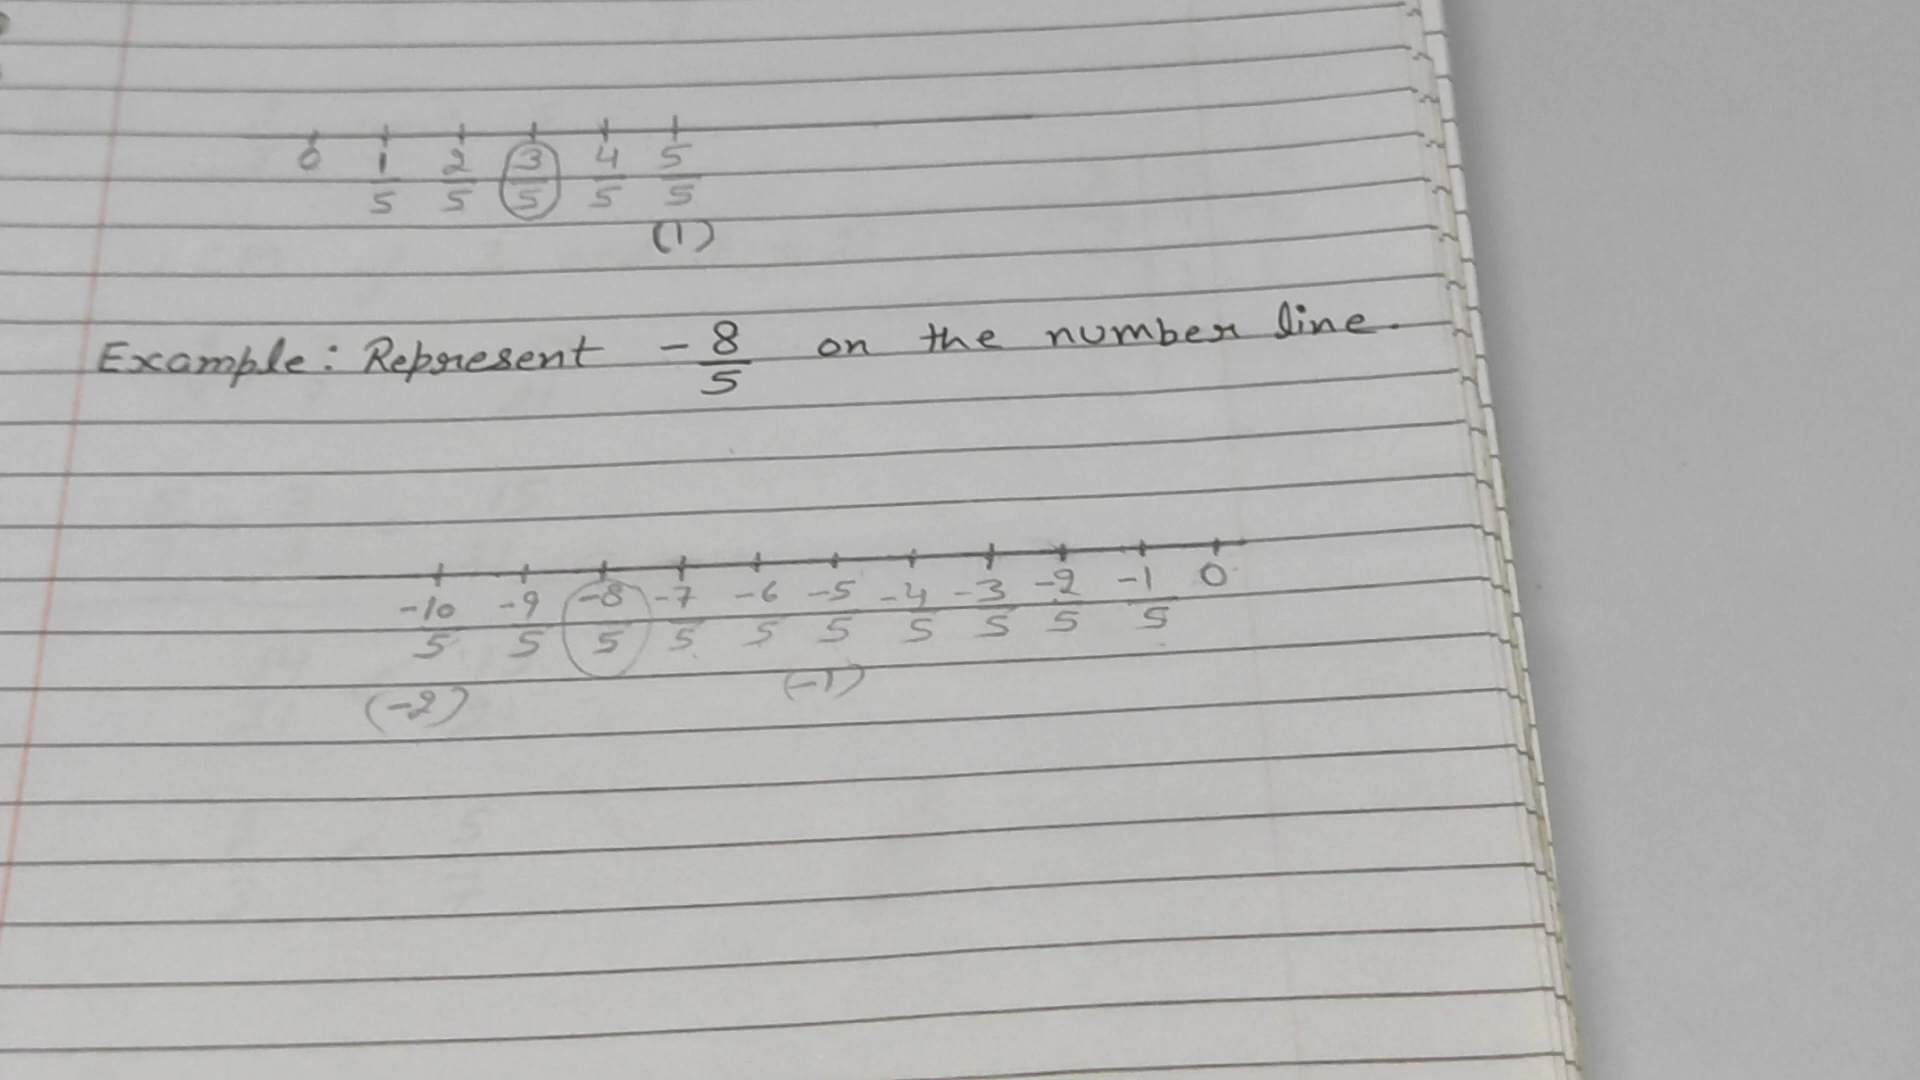 0 1/5 2/5 3/5 4/5 5/5
(1)
Example: Represent -8/5 on the number line.
-10/5 -9/5 -8/5 -7/5 -6/5 -5/5 -4/5 -3/5 -2/5 -1/5 0
(-2) (-1)